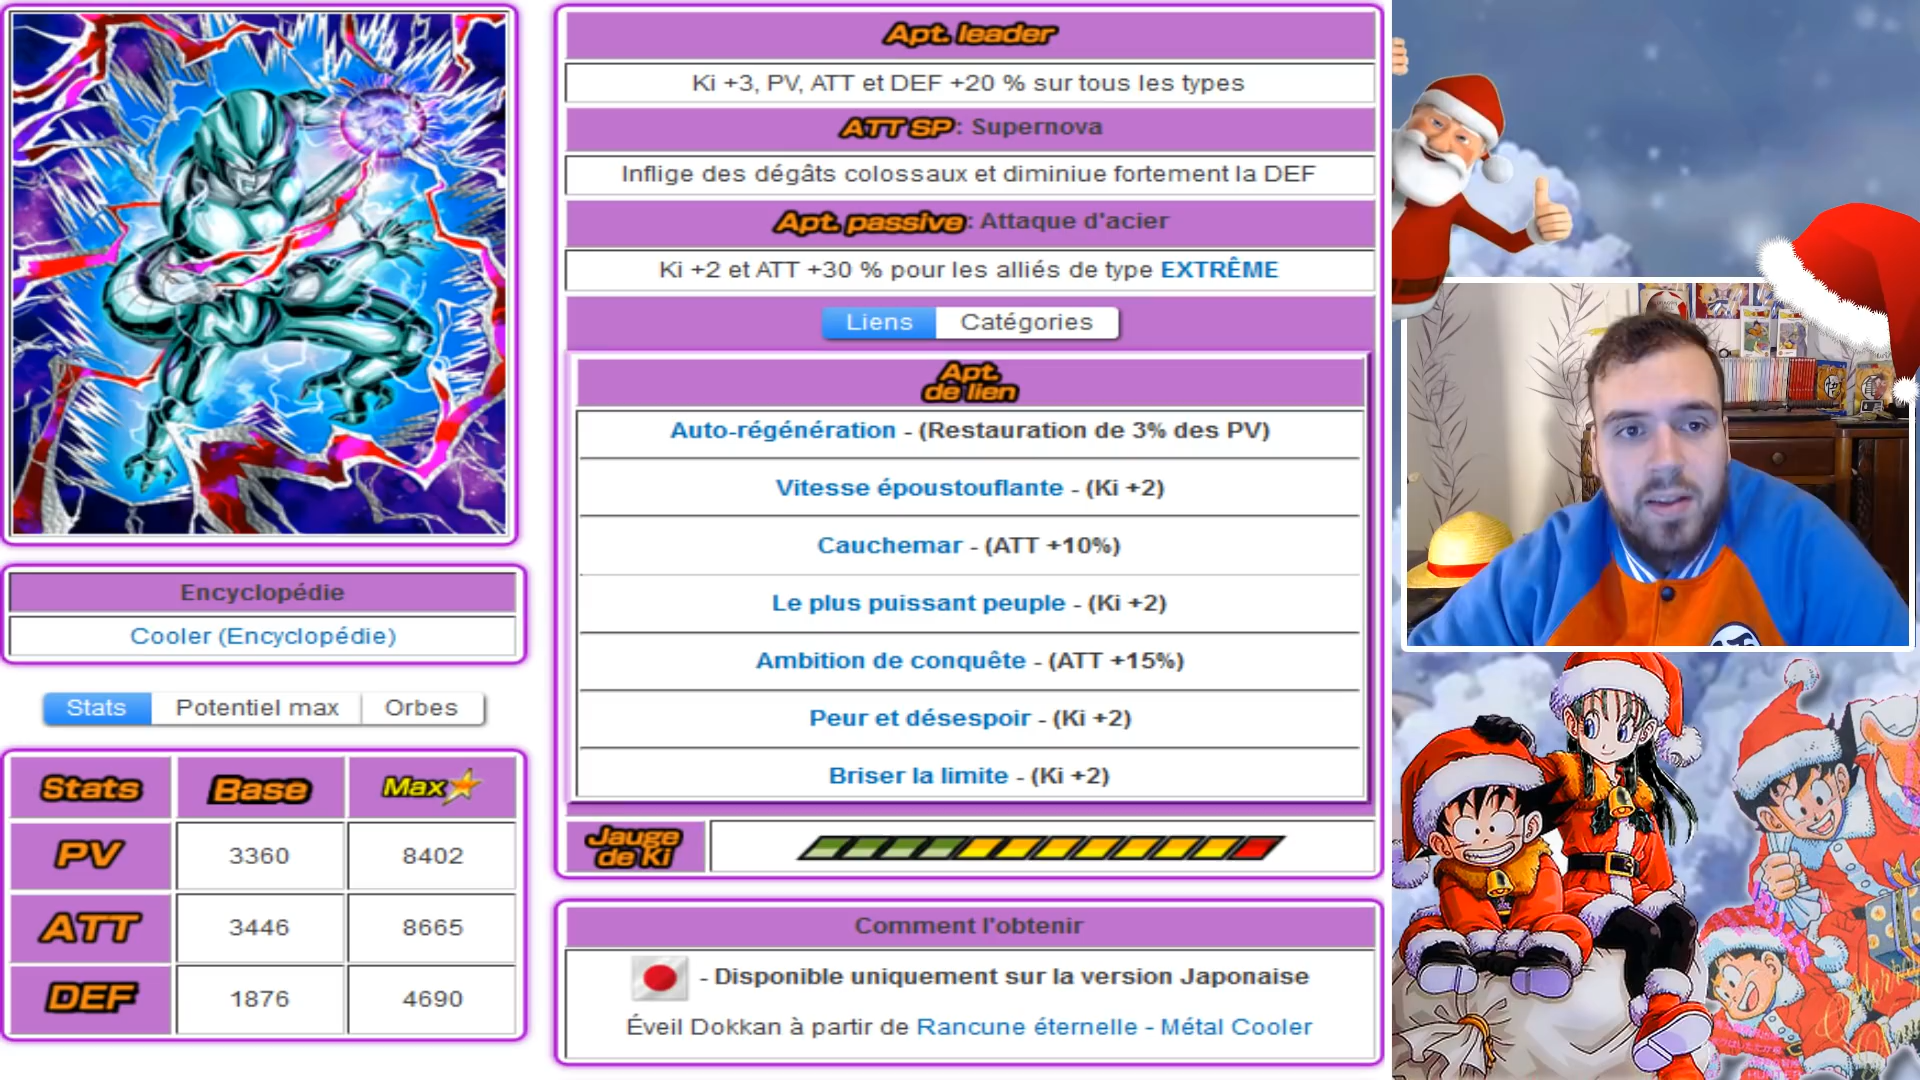 Apt. leader
Ki +3, PV, ATT et DEF +20 % sur tous les types
ATT SP: Supernova
Inflige des dégâts colossaux et diminiue fortement la DEF
Apt. passive: Attaque d'acier
Ki +2 et ATT +30 % pour les alliés de type EXTRÊME
Liens Catégories
Apt.
de lien
Auto-régénération - (Restauration de 3% des PV)
Vitesse époustouflante - (Ki +2)
Cauchemar - (ATT +10%)
Le plus puissant peuple - (Ki +2)
Ambition de conquête - (ATT +15%)
Peur et désespoir - (Ki +2)
Briser la limite - (Ki +2)
Jauge
de Ki
Comment l'obtenir
- Disponible uniquement sur la version Japonaise
Éveil Dokkan à partir de Rancune éternelle - Métal Cooler
Encyclopédie
Cooler (Encyclopédie)
Stats Potentiel max Orbes
Stats Base Max
PV 3360 8402
ATT 3446 8665
DEF 1876 4690